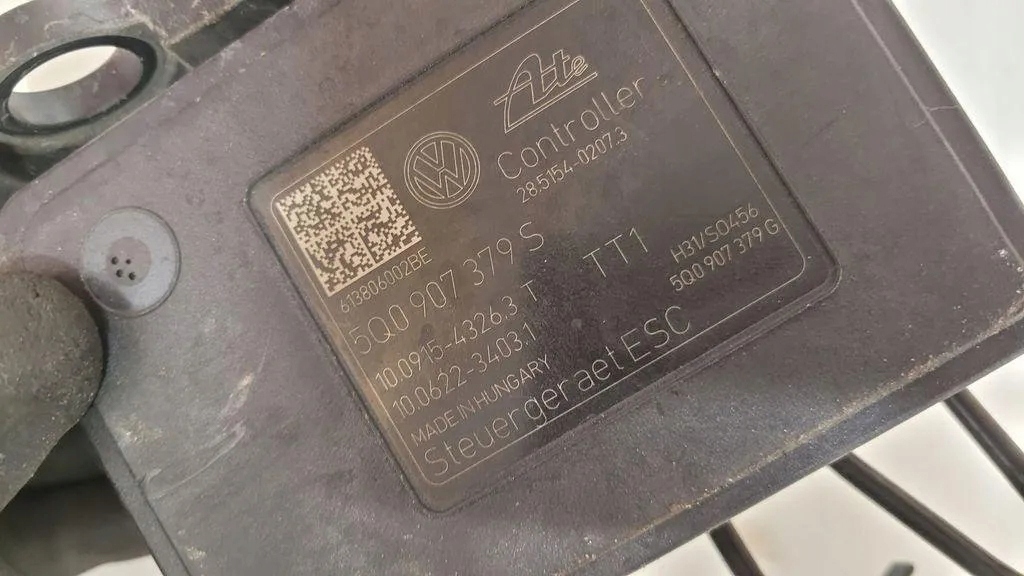 Ate
Controller
28.5154-0207.3
613806002BE
5Q0 907 379 S
10.0915-4326.3 T
10.0622-3403.1
TT1
H31/S0456
5Q0 907 379 G
MADE IN HUNGARY
Steuergeraet ESC